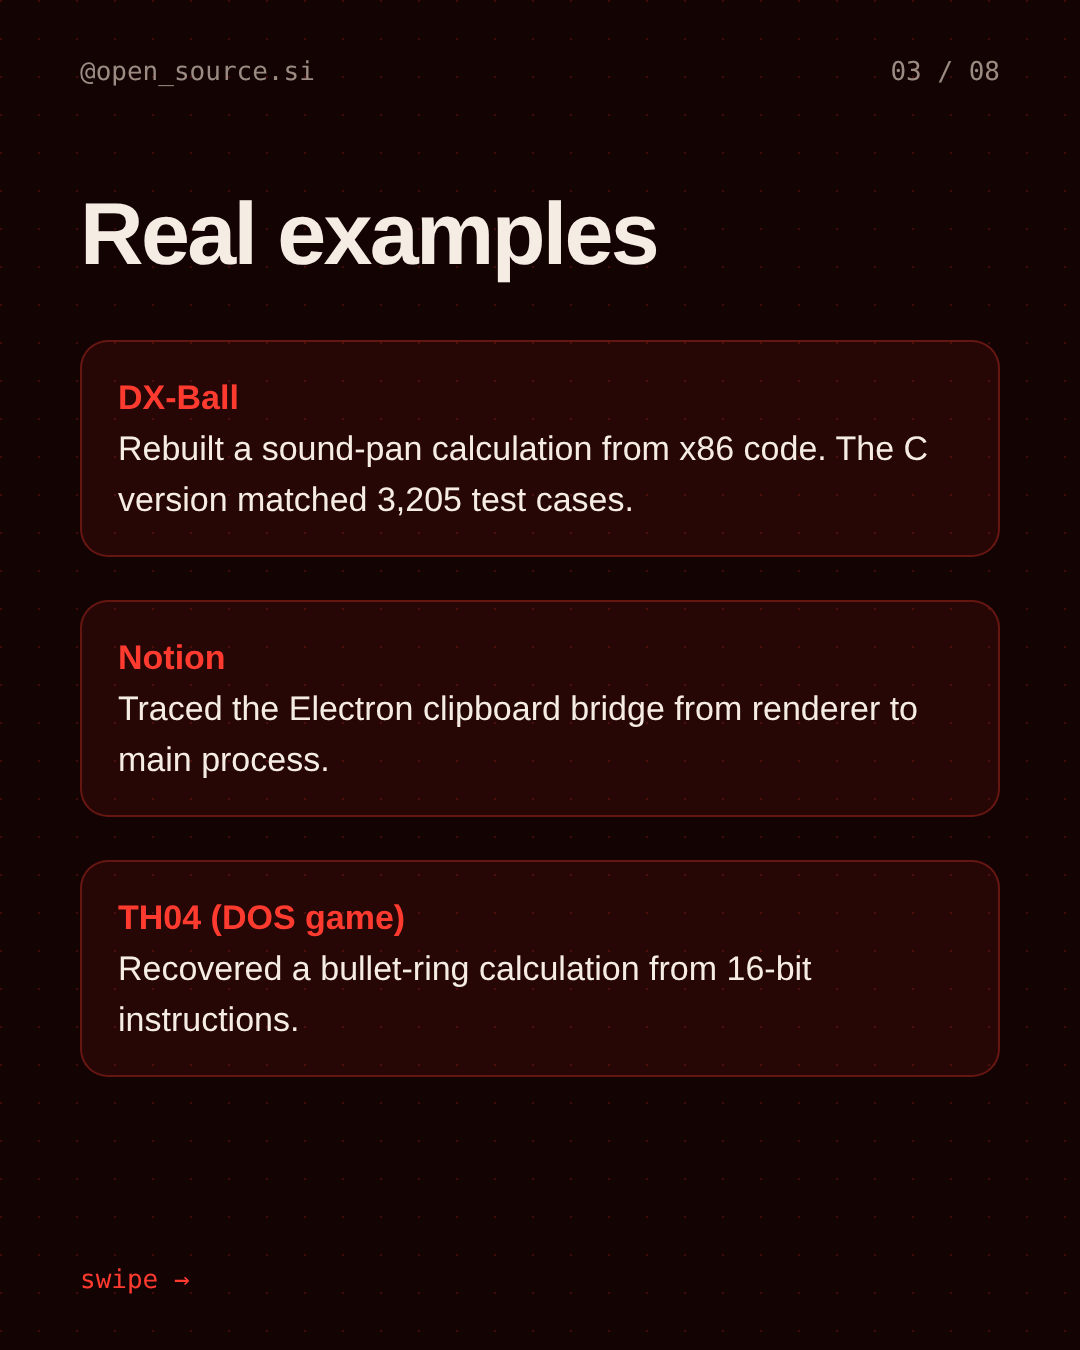 @open_source.si
03 / 08
Real examples
DX-Ball
Rebuilt a sound-pan calculation from x86 code. The C
version matched 3,205 test cases.
Notion
Traced the Electron clipboard bridge from renderer to
main process.
TH04 (DOS game)
Recovered a bullet-ring calculation from 16-bit
instructions.
swipe →